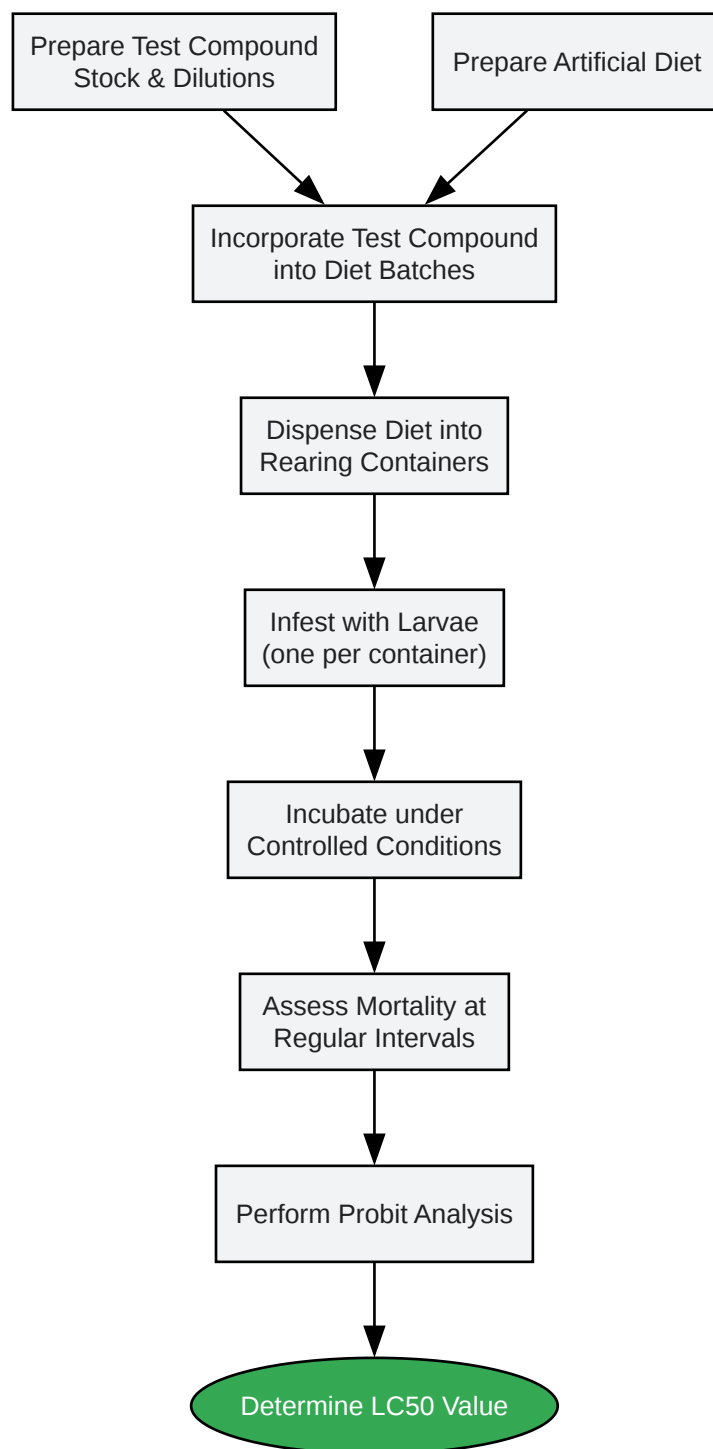 Prepare Test Compound
Stock & Dilutions
Prepare Artificial Diet
Incorporate Test Compound
into Diet Batches
Dispense Diet into
Rearing Containers
Infest with Larvae
(one per container)
Incubate under
Controlled Conditions
Assess Mortality at
Regular Intervals
Perform Probit Analysis
Determine LC50 Value